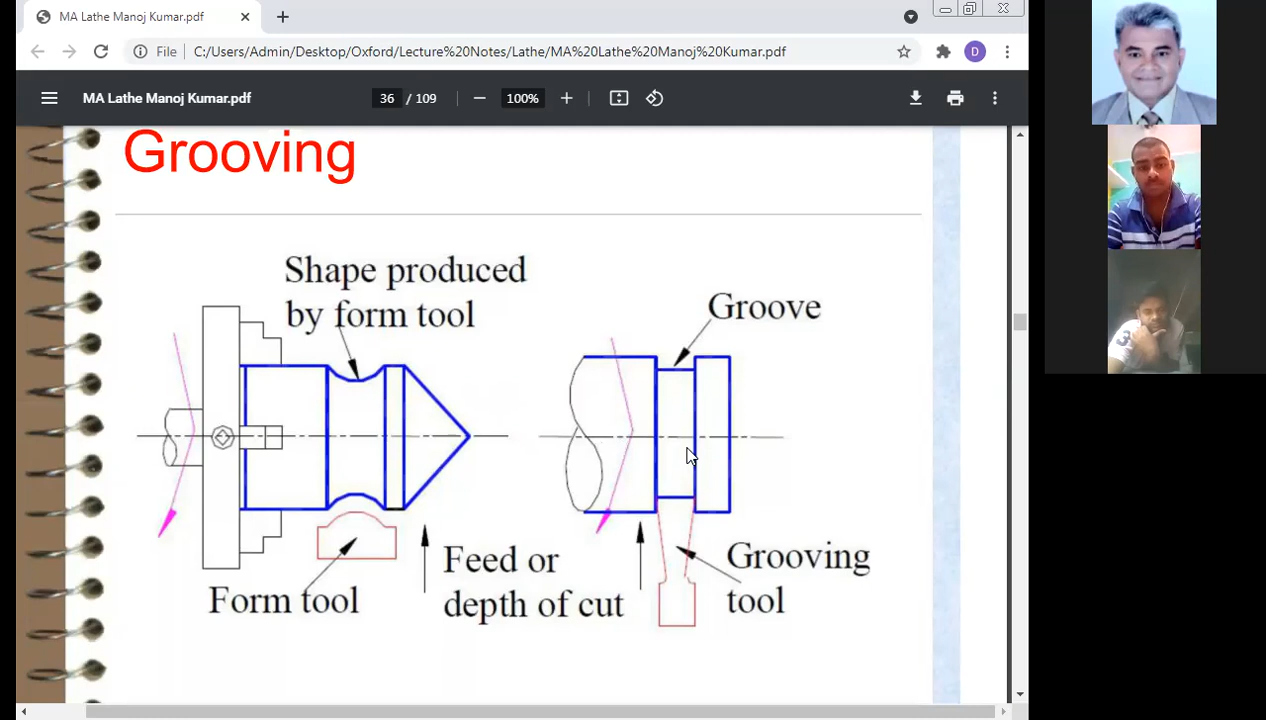 MA Lathe Manoj Kumar.pdf
File
C:/Users/Admin/Desktop/Oxford/Lecture%20Notes/Lathe/MA%20Lathe%20Manoj%20Kumar.pdf
D
MA Lathe Manoj Kumar.pdf
36 / 109
100%
Grooving
Shape produced
by form tool
Groove
Feed or
depth of cut
Grooving
tool
Form tool